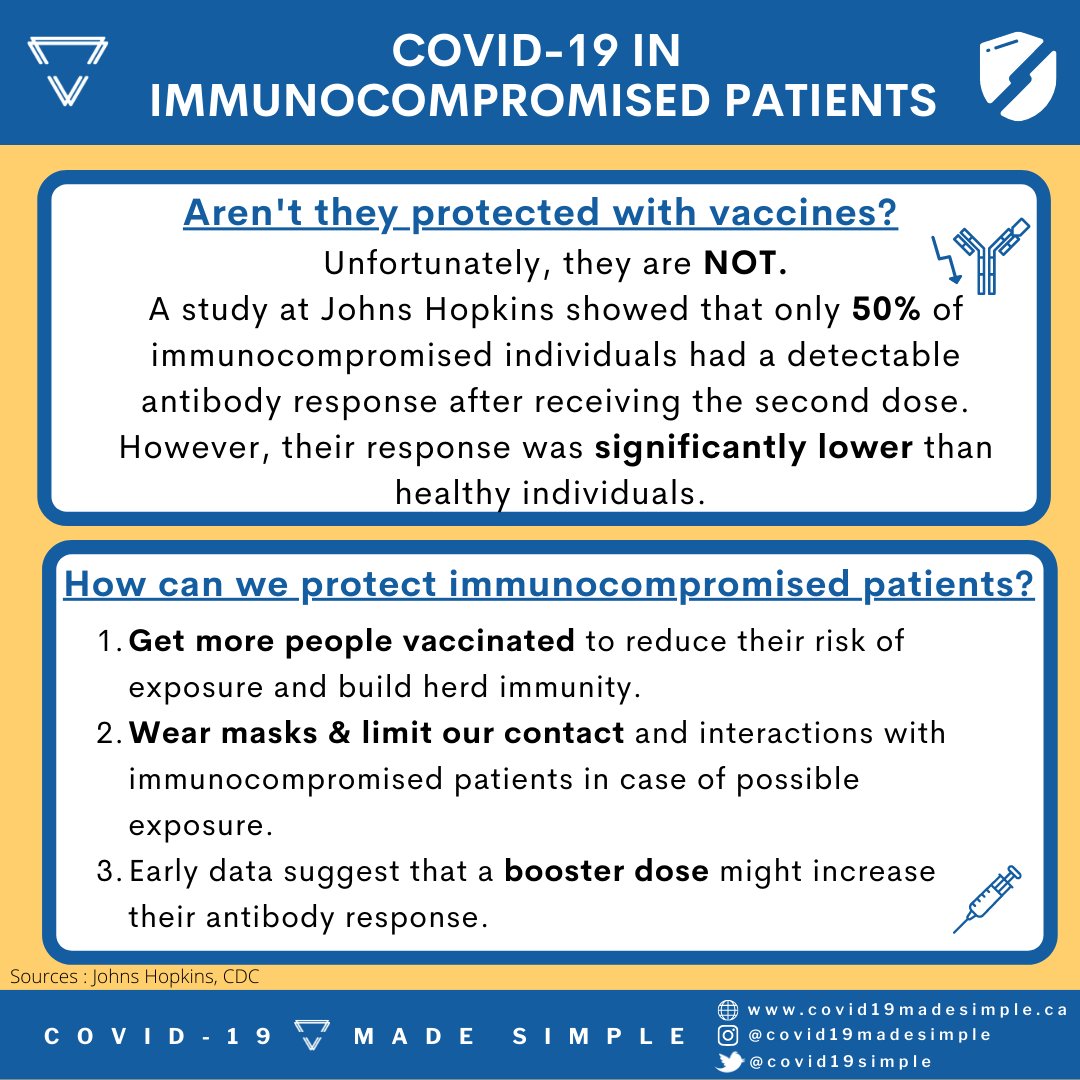 COVID-19 IN
IMMUNOCOMPROMISED PATIENTS
Aren't they protected with vaccines?
Unfortunately, they are NOT.
A study at Johns Hopkins showed that only 50% of
immunocompromised individuals had a detectable
antibody response after receiving the second dose.
However, their response was significantly lower than
healthy individuals.
How can we protect immunocompromised patients?
1. Get more people vaccinated to reduce their risk of
exposure and build herd immunity.
2. Wear masks & limit our contact and interactions with
immunocompromised patients in case of possible
exposure.
3. Early data suggest that a booster dose might increase
their antibody response.
Sources : Johns Hopkins, CDC
COVID-19 MADE SIMPLE
www.covid19madesimple.ca
@covid19madesimple
@covid19simple